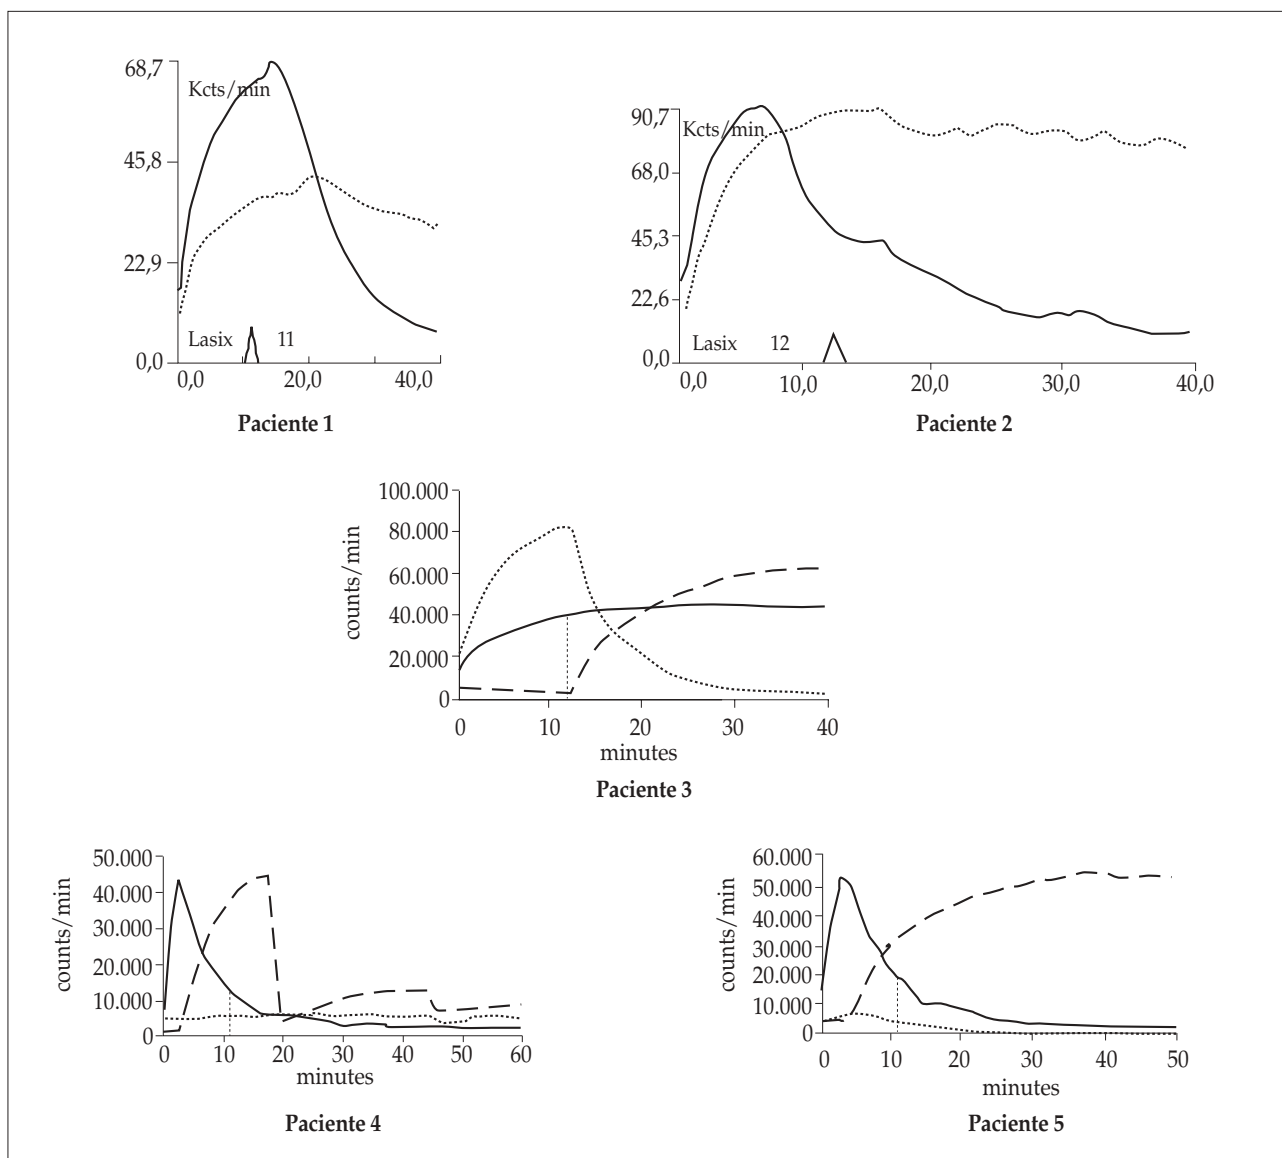 68,7
Kcts/min
45,8
22,9
Lasix 11
0,0
0,0 20,0 40,0
Paciente 1
90,7
Kcts/min
68,0
45,3
22,6
Lasix 12
0,0
0,0 10,0 20,0 30,0 40,0
Paciente 2
100.000
80.000
60.000
40.000
20.000
0
counts/min
0 10 20 30 40
minutes
Paciente 3
50.000
40.000
30.000
20.000
10.000
0
counts/min
0 10 20 30 40 50 60
minutes
Paciente 4
60.000
50.000
40.000
30.000
20.000
10.000
0
counts/min
0 10 20 30 40 50
minutes
Paciente 5